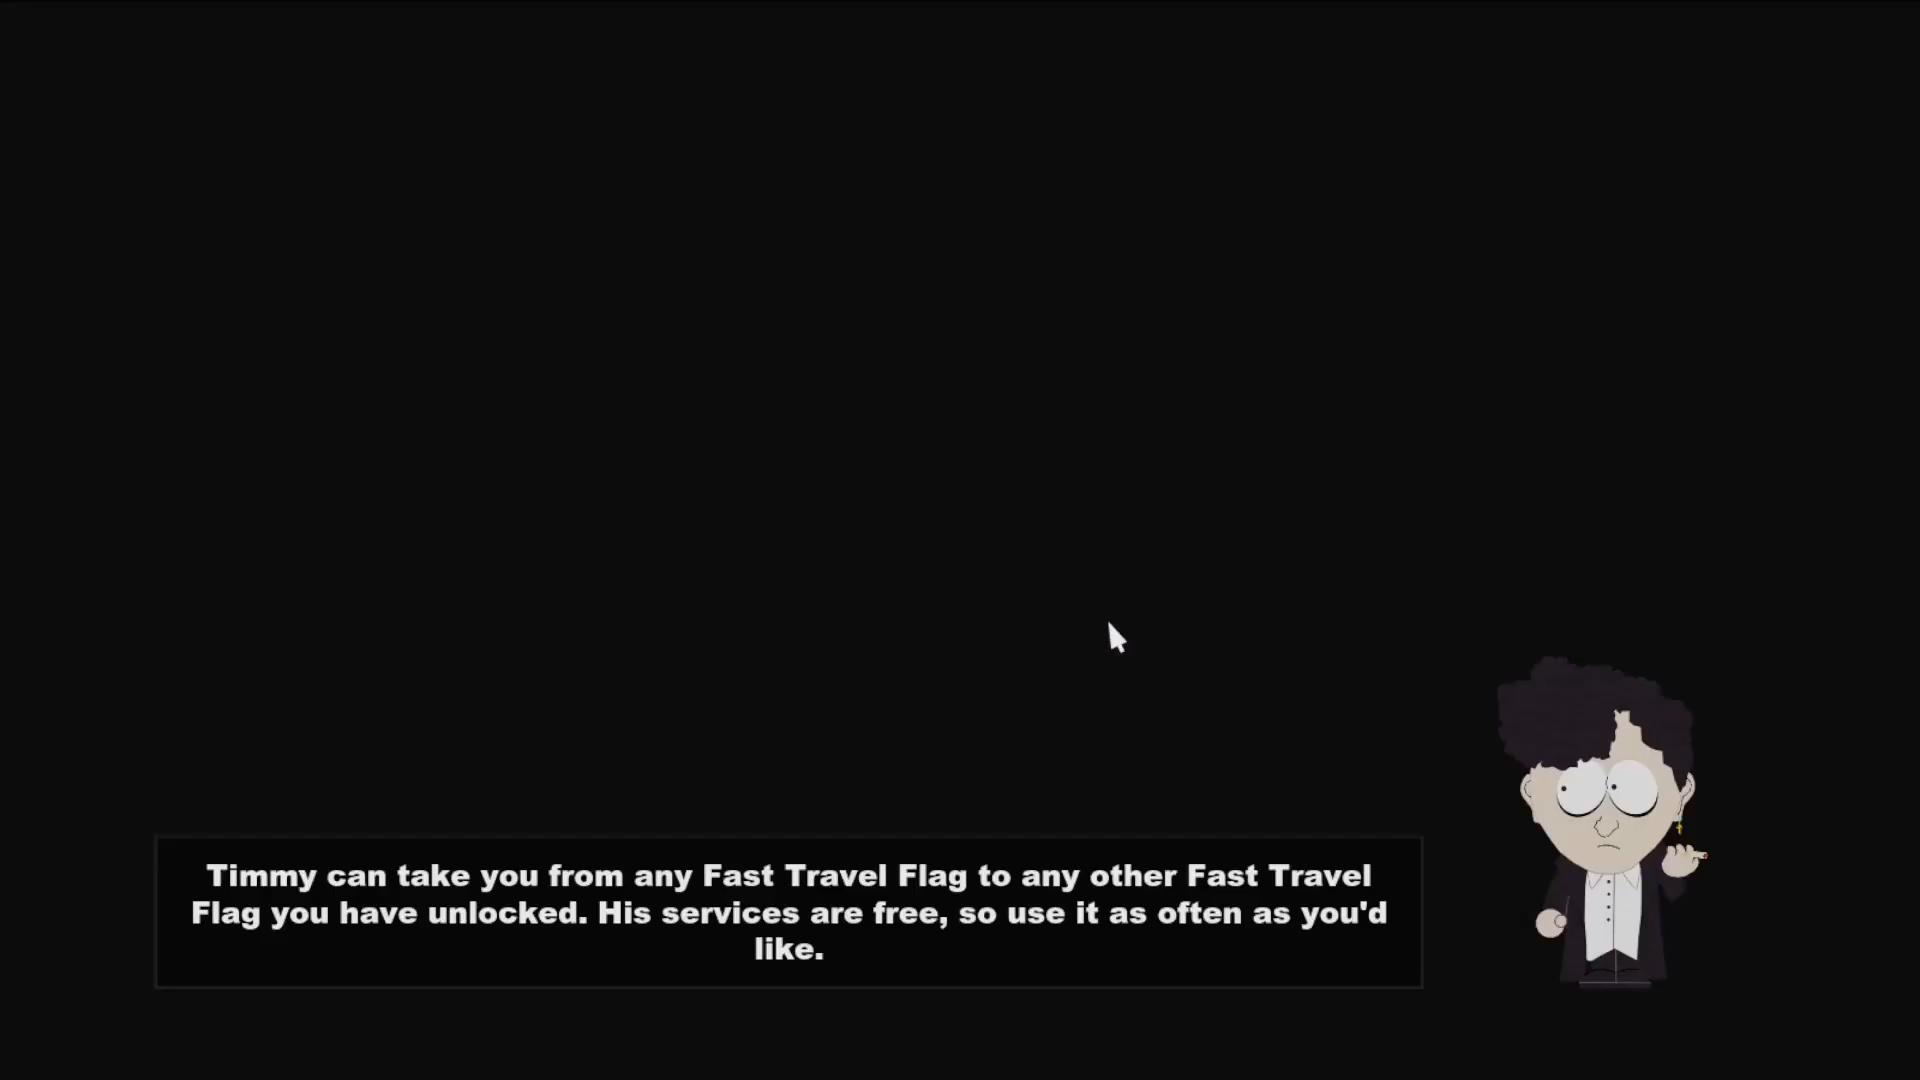 Timmy can take you from any Fast Travel Flag to any other Fast Travel
Flag you have unlocked. His services are free, so use it as often as you'd
like.